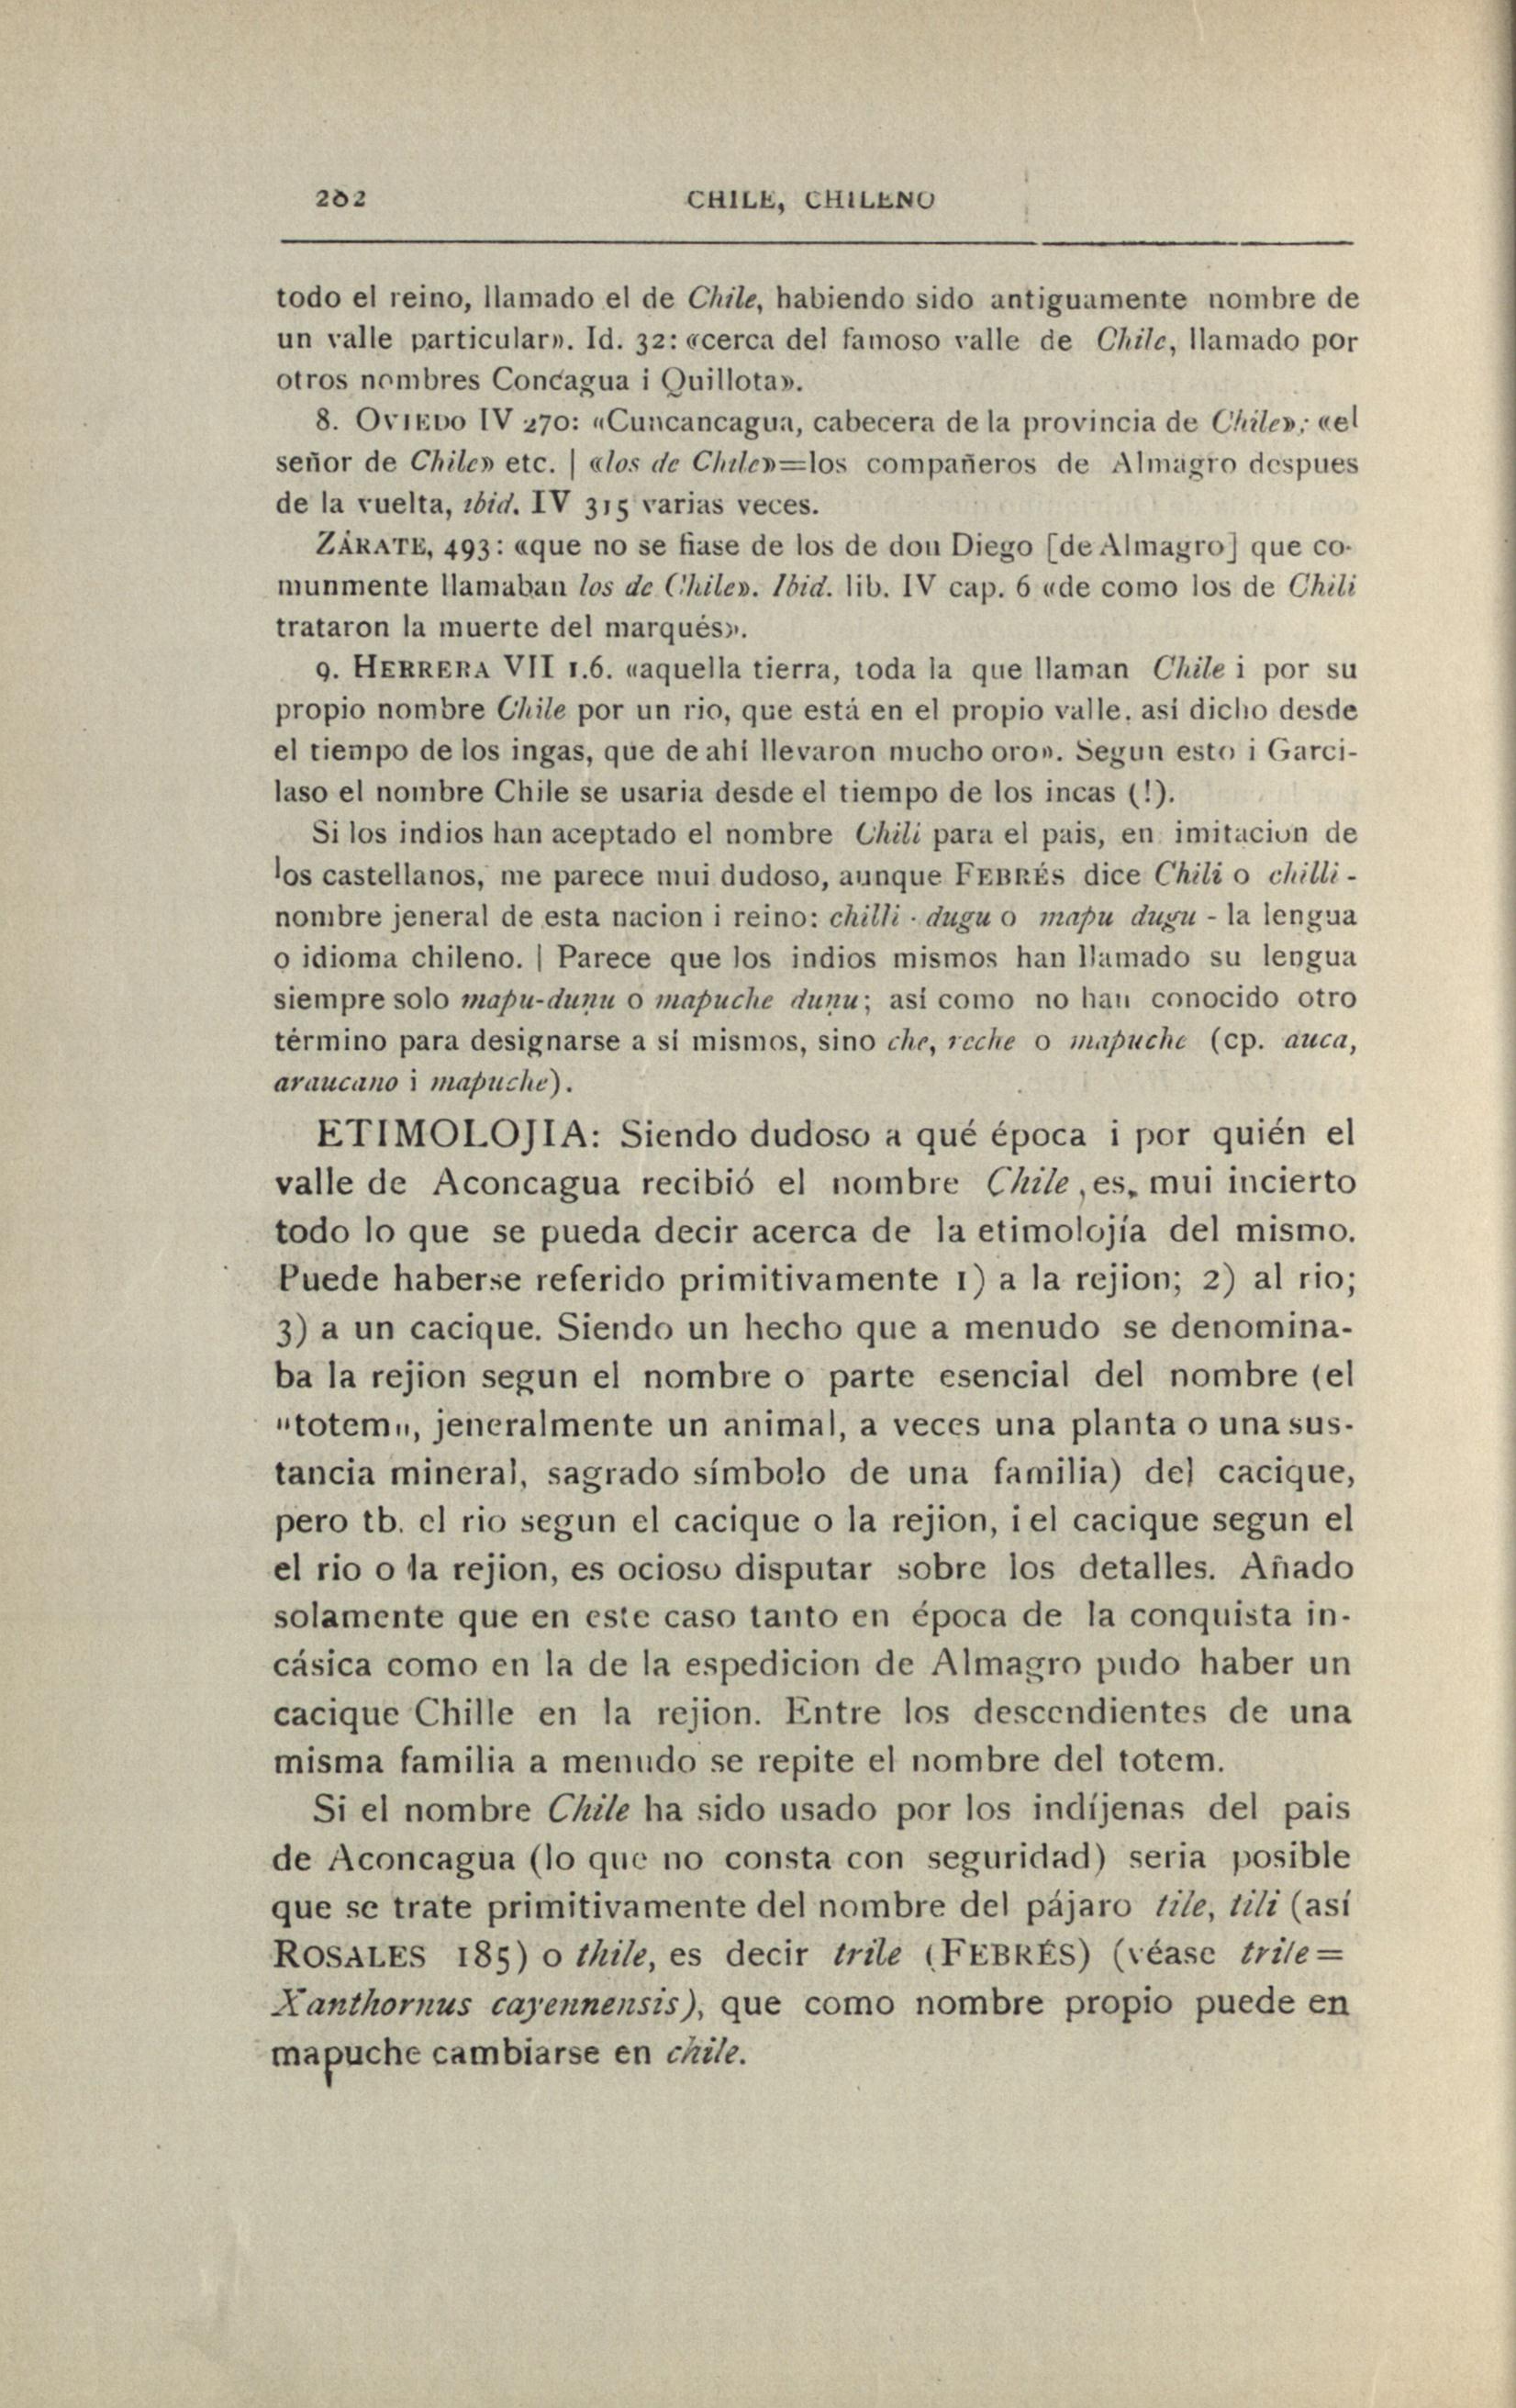 282 CHILE, CHILENO
todo el reino, llamado el de Chile, habiendo sido antiguamente nombre de
un valle particular». Id. 32: «cerca del famoso valle de Chile, llamado por
otros nombres Concagua i Quillota».
8. OVIEDO IV 270: «Cuncancagua, cabecera de la provincia de Chile»; «el
señor de Chile» etc. | «los de Chile»=los compañeros de Almagro despues
de la vuelta, ibid. IV 315 varias veces.
ZÁRATE, 493: «que no se fiase de los de don Diego [de Almagro] que co-
munmente llamaban los de Chile». Ibid. lib. IV cap. 6 «de como los de Chili
trataron la muerte del marqués».
9. HERRERA VII 1.6. «aquella tierra, toda la que llaman Chile i por su
propio nombre Chile por un rio, que está en el propio valle, asi dicho desde
el tiempo de los ingas, que de ahí llevaron mucho oro». Segun esto i Garci-
laso el nombre Chile se usaria desde el tiempo de los incas (!).
Si los indios han aceptado el nombre Chili para el pais, en imitacion de
los castellanos, me parece mui dudoso, aunque FEBRÉS dice Chili o chilli -
nombre jeneral de esta nacion i reino: chilli - dugu o mapu dugu - la lengua
o idioma chileno. | Parece que los indios mismos han llamado su lengua
siempre solo mapu-duṇu o mapuche duṇu; así como no han conocido otro
término para designarse a sí mismos, sino che, reche o mapuche (cp. auca,
araucano i mapuche).
ETIMOLOJIA: Siendo dudoso a qué época i por quién el
valle de Aconcagua recibió el nombre Chile, es, mui incierto
todo lo que se pueda decir acerca de la etimolojía del mismo.
Puede haberse referido primitivamente 1) a la rejion; 2) al rio;
3) a un cacique. Siendo un hecho que a menudo se denomina-
ba la rejion segun el nombre o parte esencial del nombre (el
"totem", jeneralmente un animal, a veces una planta o una sus-
tancia mineral, sagrado símbolo de una familia) del cacique,
pero tb. el rio segun el cacique o la rejion, i el cacique segun el
el rio o la rejion, es ocioso disputar sobre los detalles. Añado
solamente que en este caso tanto en época de la conquista in-
cásica como en la de la espedicion de Almagro pudo haber un
cacique Chille en la rejion. Entre los descendientes de una
misma familia a menudo se repite el nombre del totem.
Si el nombre Chile ha sido usado por los indíjenas del pais
de Aconcagua (lo que no consta con seguridad) seria posible
que se trate primitivamente del nombre del pájaro tile, tili (así
ROSALES 185) o thile, es decir trile (FEBRÉS) (véase trile=
Xanthornus cayennensis), que como nombre propio puede en
mapuche cambiarse en chile.